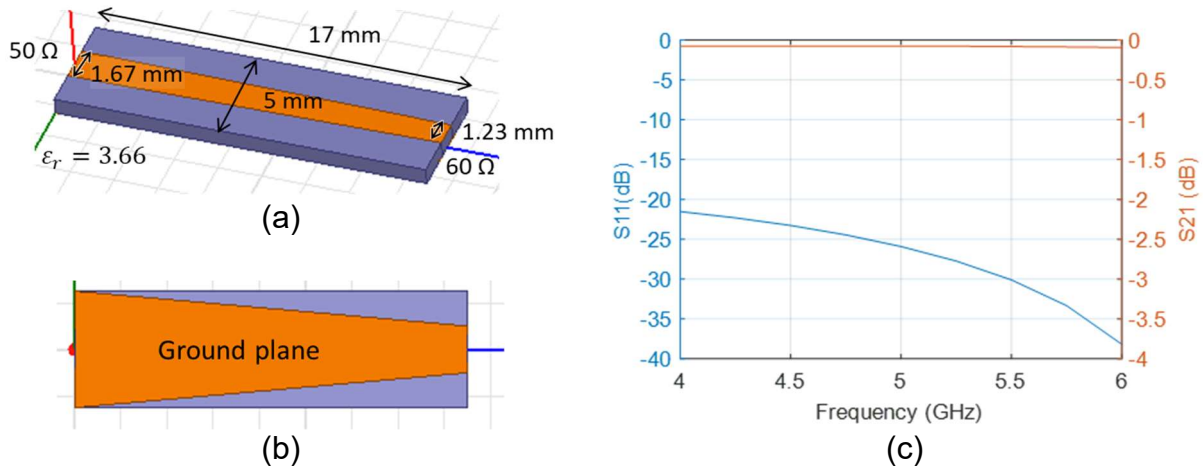 50 Ω
17 mm
1.67 mm
5 mm
1.23 mm
εr = 3.66
60 Ω
(a)
Ground plane
(b)
0
-5
-10
-15
-20
-25
-30
-35
-40
S11(dB)
0
-0.5
-1
-1.5
-2
-2.5
-3
-3.5
-4
S21 (dB)
4
4.5
5
5.5
6
Frequency (GHz)
(c)